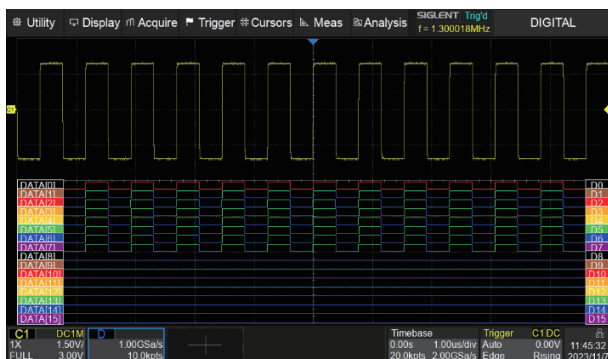 Utility Display Acquire Trigger Cursors Meas Analysis SIGLENT Trig'd f = 1.300018MHz DIGITAL
C1
DATA[0] D0
DATA[1] D1
DATA[2] D2
DATA[3] D3
DATA[4] D4
DATA[5] D5
DATA[6] D6
DATA[7] D7
DATA[8] D8
DATA[9] D9
DATA[10] D10
DATA[11] D11
DATA[12] D12
DATA[13] D13
DATA[14] D14
DATA[15] D15
C1 DC1M D Timebase Trigger C1 DC
1X 1.50V/ 1.00GSa/s 0.00s 1.00us/div Auto 0.00V 11:45:32
FULL 3.00V 10.0kpts 20.0kpts 2.00GSa/s Edge Rising 2023/1/7